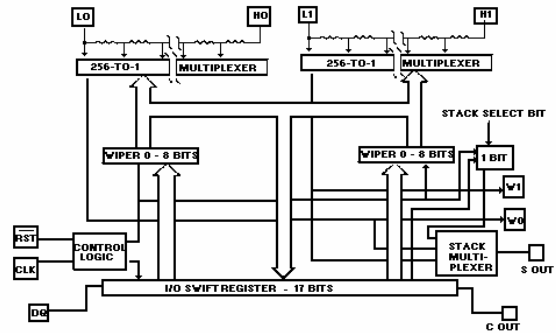 L0
H0
L1
H1
256-TO-1
MULTIPLEXER
256-TO-1
MULTIPLEXER
STACK SELECT BIT
WIPER 0 - 8 BITS
WIPER 0 - 8 BITS
1 BIT
W1
W0
RST
CONTROL
LOGIC
CLK
STACK
MULTI-
PLEXER
S OUT
I/O SWIFT REGISTER - 17 BITS
DQ
C OUT